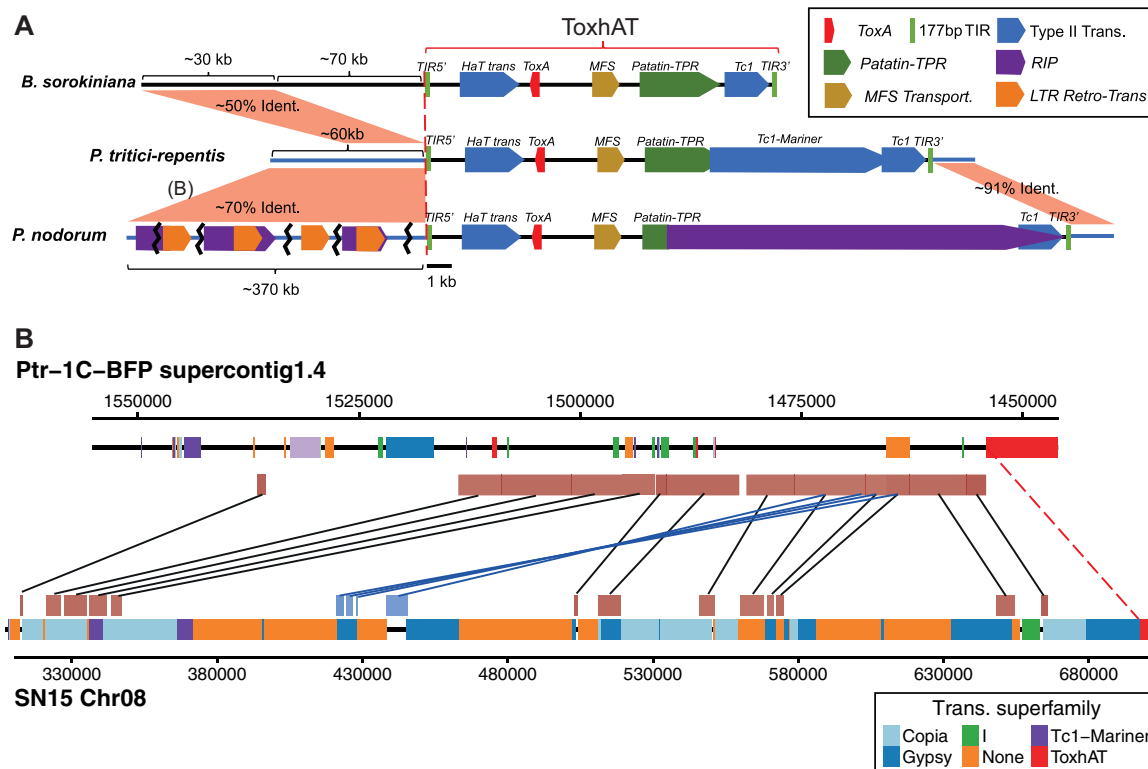 A
ToxhAT
ToxA
177bp TIR
Type II Trans.
Patatin-TPR
RIP
MFS Transport.
LTR Retro-Trans
~30 kb
~70 kb
B. sorokiniana
TIR5’
HaT trans
ToxA
MFS
Patatin-TPR
Tc1
TIR3’
~50% Ident.
~60kb
P. tritici-repentis
TIR5’
HaT trans
ToxA
MFS
Patatin-TPR
Tc1-Mariner
Tc1
TIR3’
(B)
~70% Ident.
~91% Ident.
P. nodorum
TIR5’
HaT trans
ToxA
MFS
Patatin-TPR
Tc1
TIR3’
~370 kb
1 kb
B
Ptr−1C−BFP supercontig1.4
1550000 1525000 1500000 1475000 1450000
330000 380000 430000 480000 530000 580000 630000 680000
SN15 Chr08
Trans. superfamily
Copia
I
Tc1−Mariner
Gypsy
None
ToxhAT